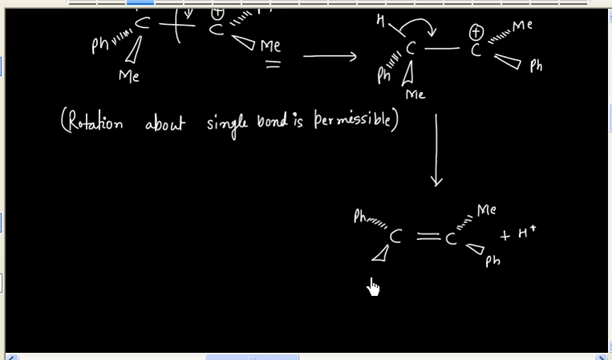 C C ⊕
Ph Me
Me
H ⊕ Me
C — C
Ph Ph
Me
(Rotation about single bond is permissible)
Ph Me
C = C + H⁺
Ph